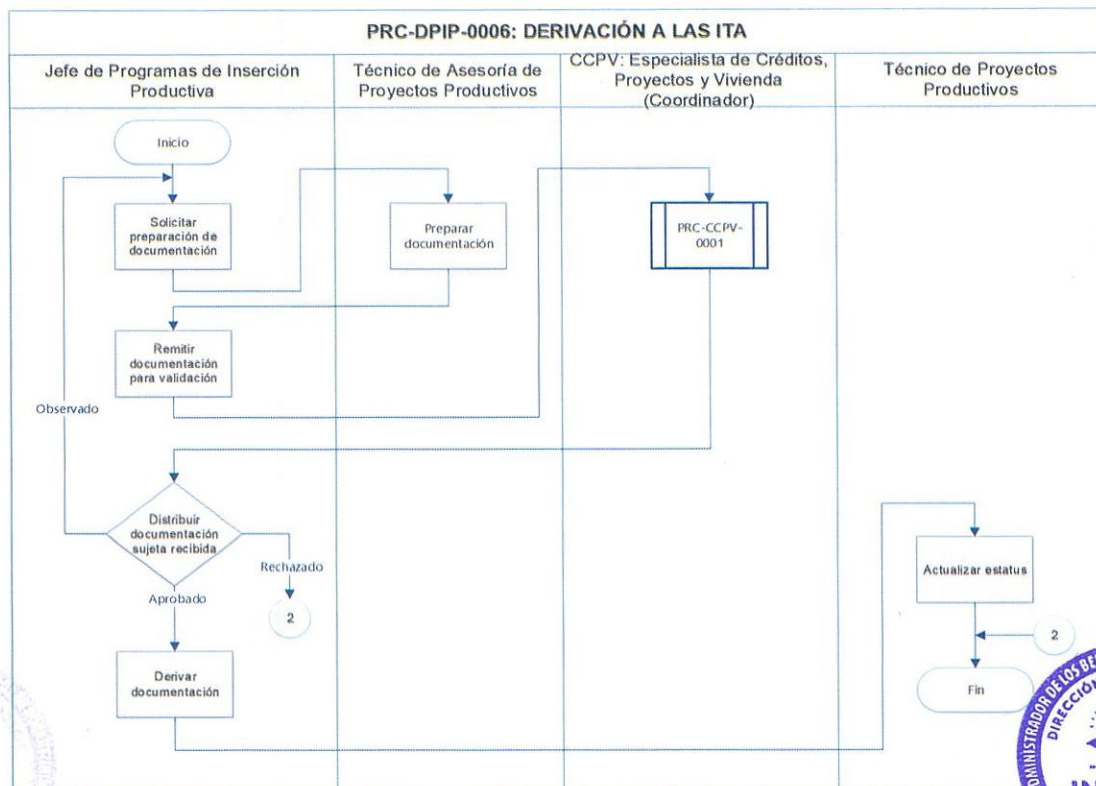 PRC-DPIP-0006: DERIVACIÓN A LAS ITA
Jefe de Programas de Inserción
Productiva
Técnico de Asesoría de
Proyectos Productivos
CCPV: Especialista de Créditos,
Proyectos y Vivienda
(Coordinador)
Técnico de Proyectos
Productivos
Inicio
Solicitar
preparación de
documentación
Preparar
documentación
PRC-CCPV-
0001
Remitir
documentación
para validación
Observado
Distribuir
documentación
sujeta recibida
Rechazado
2
Aprobado
Derivar
documentación
Actualizar estatus
2
Fin
DIRECCIÓN